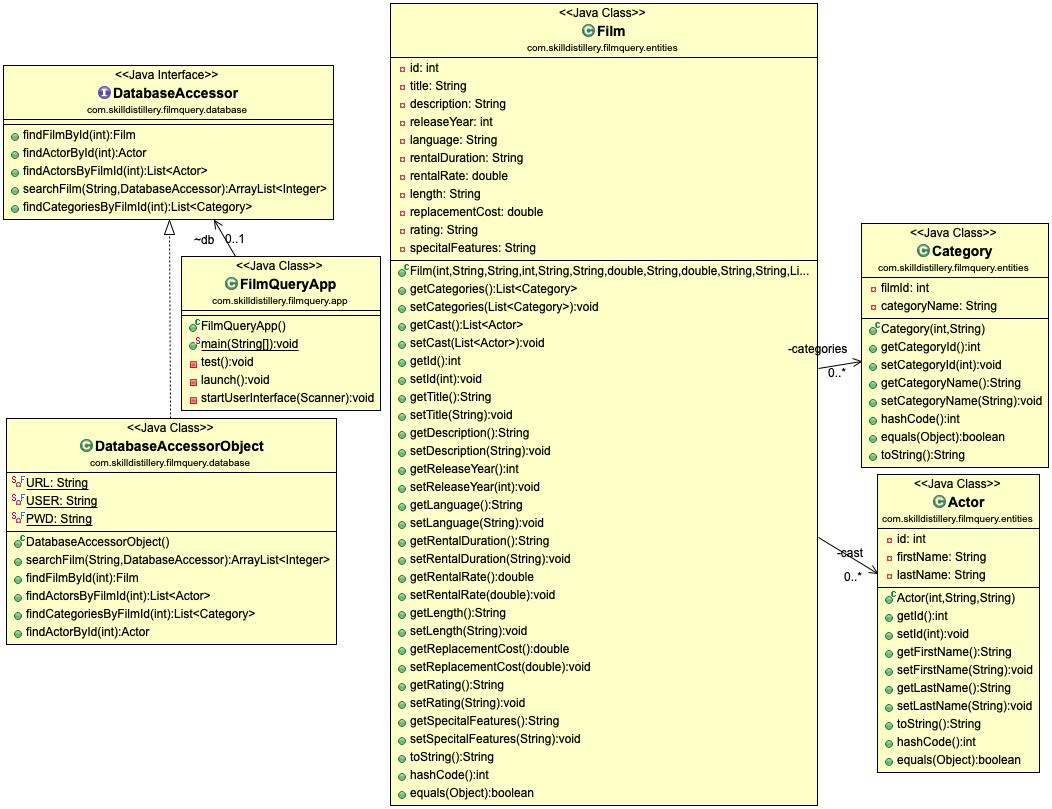 <<Java Interface>>
DatabaseAccessor
com.skilldistillery.filmquery.database
findFilmById(int):Film
findActorById(int):Actor
findActorsByFilmId(int):List<Actor>
searchFilm(String,DatabaseAccessor):ArrayList<Integer>
findCategoriesByFilmId(int):List<Category>
~db 0..1
<<Java Class>>
FilmQueryApp
com.skilldistillery.filmquery.app
FilmQueryApp()
main(String[]):void
test():void
launch():void
startUserInterface(Scanner):void
<<Java Class>>
DatabaseAccessorObject
com.skilldistillery.filmquery.database
URL: String
USER: String
PWD: String
DatabaseAccessorObject()
searchFilm(String,DatabaseAccessor):ArrayList<Integer>
findFilmById(int):Film
findActorsByFilmId(int):List<Actor>
findCategoriesByFilmId(int):List<Category>
findActorById(int):Actor
<<Java Class>>
Film
com.skilldistillery.filmquery.entities
id: int
title: String
description: String
releaseYear: int
language: String
rentalDuration: String
rentalRate: double
length: String
replacementCost: double
rating: String
specitalFeatures: String
Film(int,String,String,int,String,String,double,String,double,String,String,Li...
getCategories():List<Category>
setCategories(List<Category>):void
getCast():List<Actor>
setCast(List<Actor>):void
getId():int
setId(int):void
getTitle():String
setTitle(String):void
getDescription():String
setDescription(String):void
getReleaseYear():int
setReleaseYear(int):void
getLanguage():String
setLanguage(String):void
getRentalDuration():String
setRentalDuration(String):void
getRentalRate():double
setRentalRate(double):void
getLength():String
setLength(String):void
getReplacementCost():double
setReplacementCost(double):void
getRating():String
setRating(String):void
getSpecitalFeatures():String
setSpecitalFeatures(String):void
toString():String
hashCode():int
equals(Object):boolean
-categories
0..*
-cast
0..*
<<Java Class>>
Category
com.skilldistillery.filmquery.entities
filmId: int
categoryName: String
Category(int,String)
getCategoryId():int
setCategoryId(int):void
getCategoryName():String
setCategoryName(String):void
hashCode():int
equals(Object):boolean
toString():String
<<Java Class>>
Actor
com.skilldistillery.filmquery.entities
id: int
firstName: String
lastName: String
Actor(int,String,String)
getId():int
setId(int):void
getFirstName():String
setFirstName(String):void
getLastName():String
setLastName(String):void
toString():String
hashCode():int
equals(Object):boolean